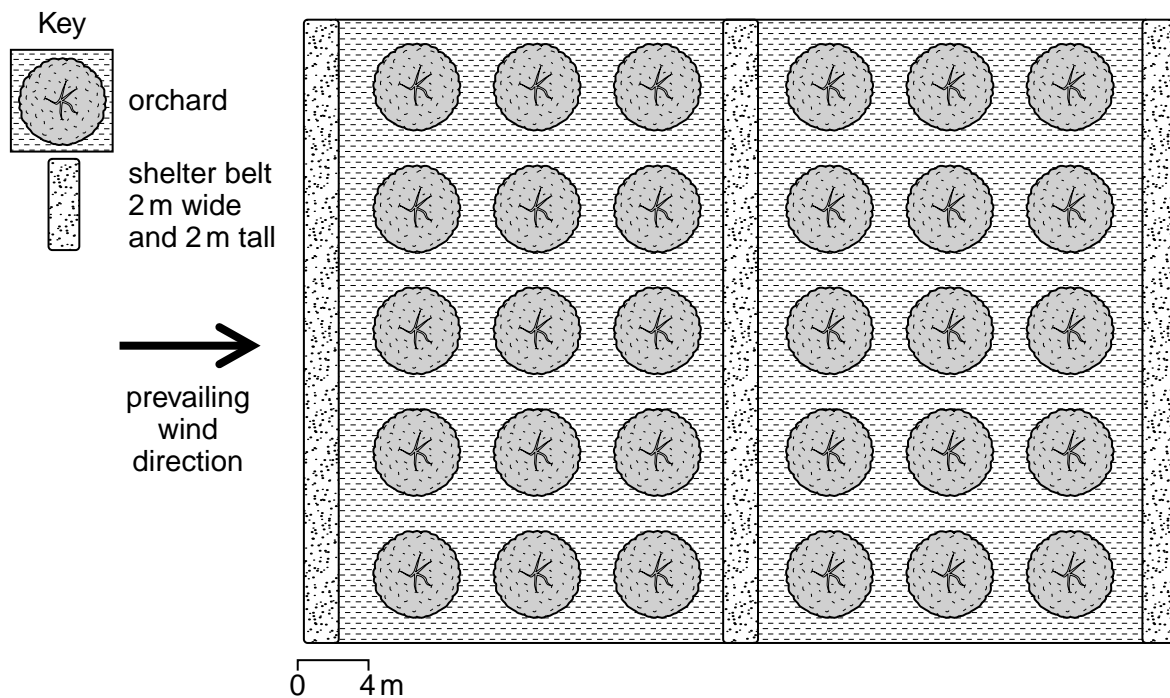 Key
orchard
shelter belt
2 m wide
and 2 m tall
prevailing
wind
direction
0 4 m